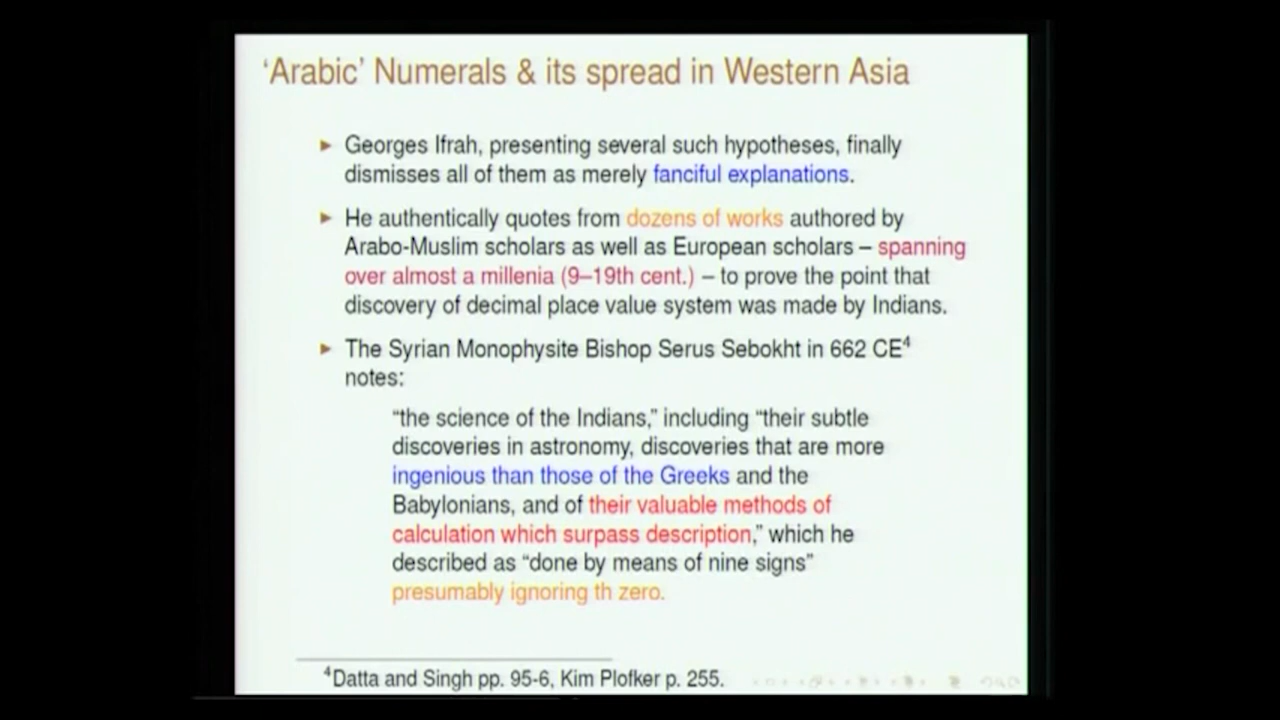 ‘Arabic’ Numerals & its spread in Western Asia
► Georges Ifrah, presenting several such hypotheses, finally
dismisses all of them as merely fanciful explanations.
► He authentically quotes from dozens of works authored by
Arabo-Muslim scholars as well as European scholars – spanning
over almost a millenia (9–19th cent.) – to prove the point that
discovery of decimal place value system was made by Indians.
► The Syrian Monophysite Bishop Serus Sebokht in 662 CE⁴
notes:
“the science of the Indians,” including “their subtle
discoveries in astronomy, discoveries that are more
ingenious than those of the Greeks and the
Babylonians, and of their valuable methods of
calculation which surpass description,” which he
described as “done by means of nine signs”
presumably ignoring th zero.
⁴Datta and Singh pp. 95-6, Kim Plofker p. 255.